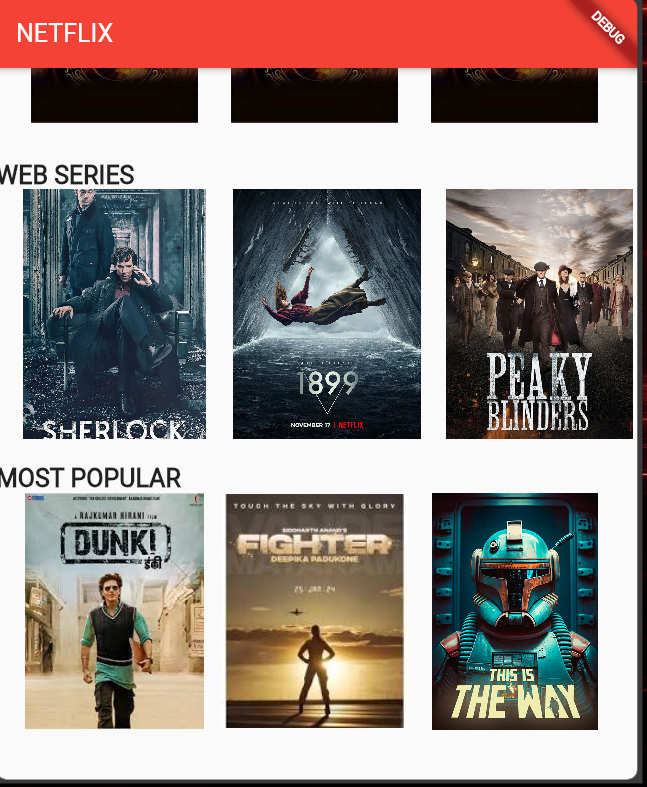 NETFLIX
DEBUG
WEB SERIES
SHERLOCK
1899
NOVEMBER 17 | NETFLIX
PEAKY
BLINDERS
MOST POPULAR
A RAJKUMAR HIRANI FILM
DUNKI
डंकी
TOUCH THE SKY WITH GLORY
SIDDHARTH ANAND'S
FIGHTER
DEEPIKA PADUKONE
25 JAN 24
THIS IS
THE WAY